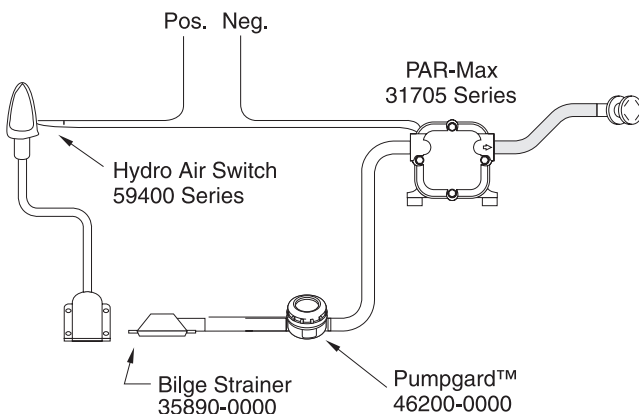 Pos. Neg.
PAR-Max
31705 Series
Hydro Air Switch
59400 Series
Bilge Strainer
35890-0000
Pumpgard™
46200-0000